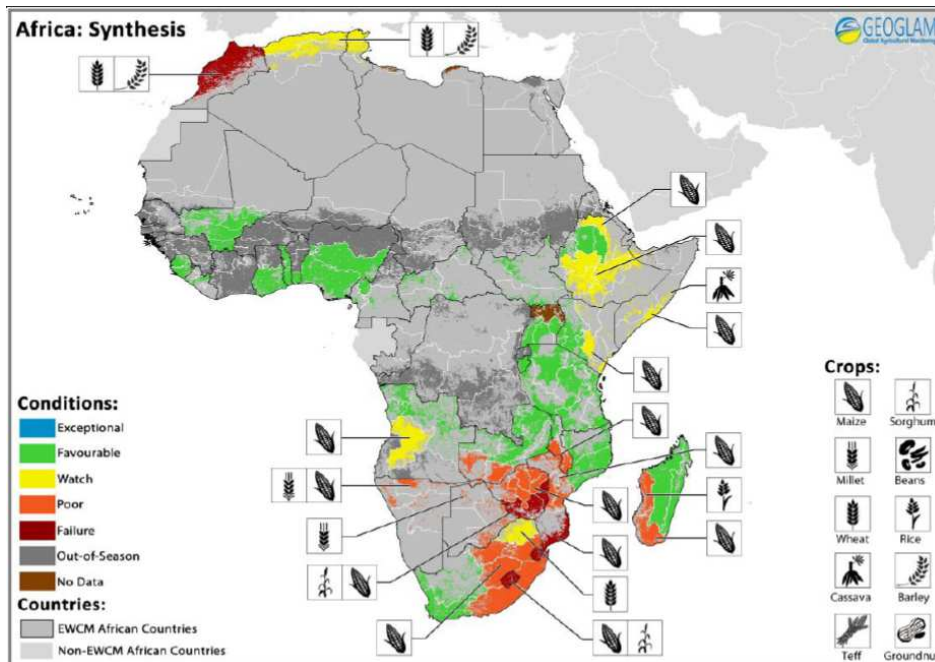 Africa: Synthesis
GEOGLAM
Global Agricultural Monitoring
Conditions:
Exceptional
Favourable
Watch
Poor
Failure
Out-of-Season
No Data
Countries:
EWCM African Countries
Non-EWCM African Countries
Crops:
Maize Sorghum
Millet Beans
Wheat Rice
Cassava Barley
Teff Groundnu